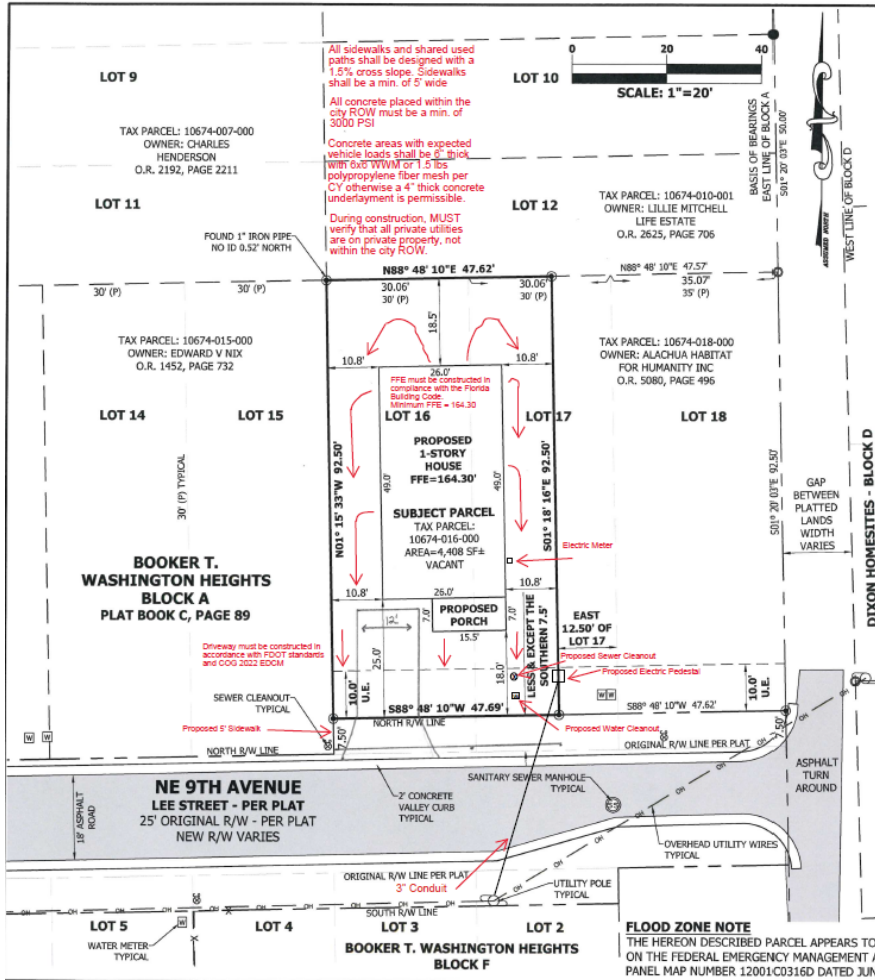 All sidewalks and shared used
paths shall be designed with a
1.5% cross slope. Sidewalks
shall be a min. of 5' wide
All concrete placed within the
city ROW must be a min. of
3000 PSI
Concrete areas with expected
vehicle loads shall be 6" thick
with 6x6 WWM or 1.5 lbs
polypropylene fiber mesh per
CY otherwise a 4" thick concrete
underlayment is permissible.
During construction, MUST
verify that all private utilities
are on private property, not
within the city ROW.
0 20 40
SCALE: 1"=20'
LOT 9
LOT 10
TAX PARCEL: 10674-007-000
OWNER: CHARLES
HENDERSON
O.R. 2192, PAGE 2211
LOT 11
LOT 12
TAX PARCEL: 10674-010-001
OWNER: LILLIE MITCHELL
LIFE ESTATE
O.R. 2625, PAGE 706
BASIS OF BEARINGS
EAST LINE OF BLOCK A
S01° 20' 03"E 50.00'
ASSUMED NORTH
WEST LINE OF BLOCK D
FOUND 1" IRON PIPE
NO ID 0.52' NORTH
N88° 48' 10"E 47.62'
N88° 48' 10"E 47.57'
30' (P)
30' (P)
30.06'
30' (P)
30.06'
30' (P)
35.07'
35' (P)
18.5'
TAX PARCEL: 10674-015-000
OWNER: EDWARD V NIX
O.R. 1452, PAGE 732
TAX PARCEL: 10674-018-000
OWNER: ALACHUA HABITAT
FOR HUMANITY INC
O.R. 5080, PAGE 496
10.8'
26.0'
10.8'
FFE must be constructed in
compliance with the Florida
Building Code.
Minimum FFE = 164.30
LOT 14
LOT 15
LOT 16
LOT 17
LOT 18
30' (P) TYPICAL
N01° 15' 33"W 92.50'
49.0'
PROPOSED
1-STORY
HOUSE
FFE=164.30'
SUBJECT PARCEL
TAX PARCEL:
10674-016-000
AREA=4,408 SF±
VACANT
49.0'
S01° 18' 16"E 92.50'
S01° 20' 03"E 92.50'
GAP
BETWEEN
PLATTED
LANDS
WIDTH
VARIES
DIXON HOMESITES - BLOCK D
Electric Meter
BOOKER T.
WASHINGTON HEIGHTS
BLOCK A
PLAT BOOK C, PAGE 89
10.8'
26.0'
10.8'
12'
7.0'
PROPOSED
PORCH
15.5'
7.0'
LESS & EXCEPT THE
SOUTHERN 7.5'
EAST
12.50' OF
LOT 17
Driveway must be constructed in
accordance with FDOT standards
and COG 2022 EDCM
25.0'
18.0'
10.0'
U.E.
Proposed Sewer Cleanout
Proposed Electric Pedestal
10.0'
U.E.
SEWER CLEANOUT
TYPICAL
W W
S88° 48' 10"W 47.69'
S88° 48' 10"W 47.62'
Proposed 5' Sidewalk
NORTH R/W LINE
Proposed Water Cleanout
7.50'
W W
NORTH R/W LINE
ORIGINAL R/W LINE PER PLAT
NE 9TH AVENUE
LEE STREET - PER PLAT
25' ORIGINAL R/W - PER PLAT
NEW R/W VARIES
18' ASPHALT
ROAD
2' CONCRETE
VALLEY CURB
TYPICAL
SANITARY SEWER MANHOLE
TYPICAL
ASPHALT
TURN
AROUND
OH OH OH
OVERHEAD UTILITY WIRES
TYPICAL
ORIGINAL R/W LINE PER PLAT
3" Conduit
UTILITY POLE
TYPICAL
OH OH OH OH OH
SOUTH R/W LINE
LOT 5
LOT 4
LOT 3
LOT 2
W
WATER METER
TYPICAL
BOOKER T. WASHINGTON HEIGHTS
BLOCK F
FLOOD ZONE NOTE
THE HEREON DESCRIBED PARCEL APPEARS TO
ON THE FEDERAL EMERGENCY MANAGEMENT A
PANEL MAP NUMBER 12001C0316D DATED JUN